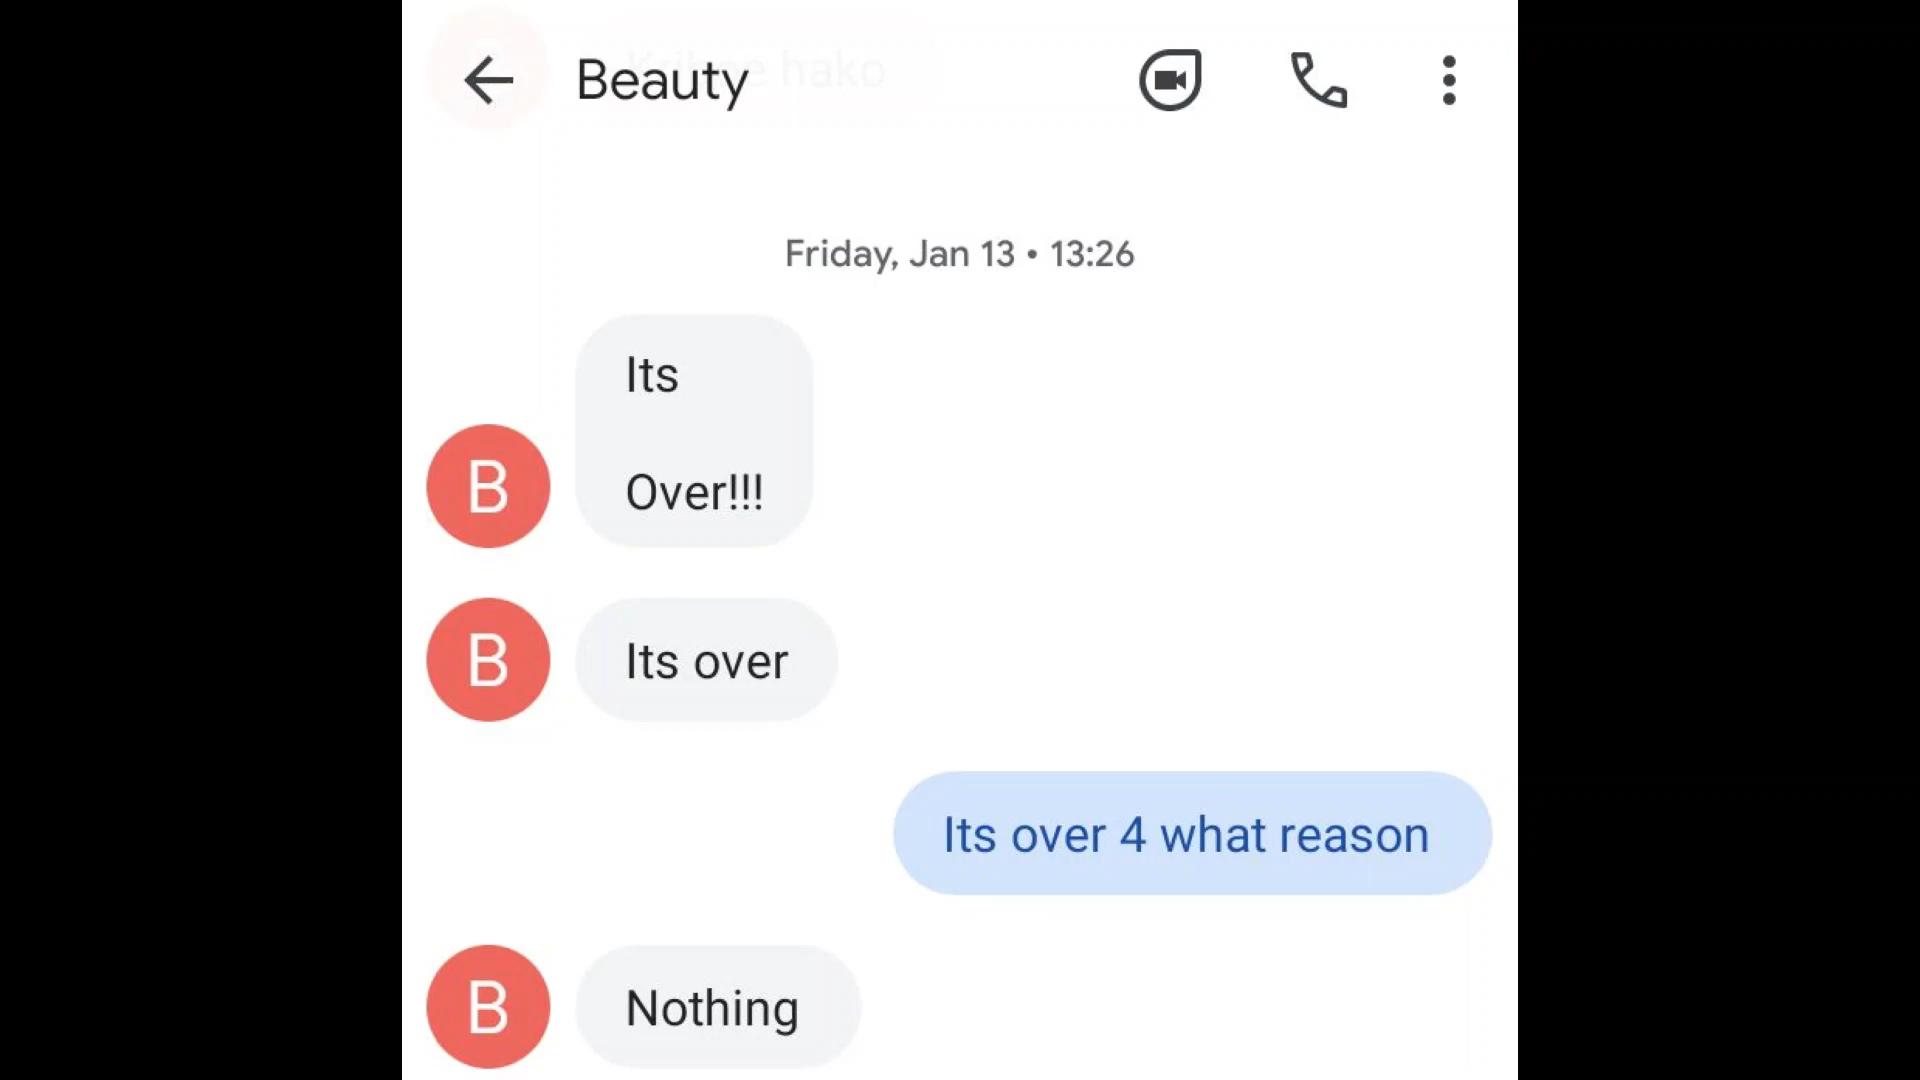 Beauty
Friday, Jan 13 • 13:26
Its
Over!!!
B
Its over
B
Its over 4 what reason
Nothing
B